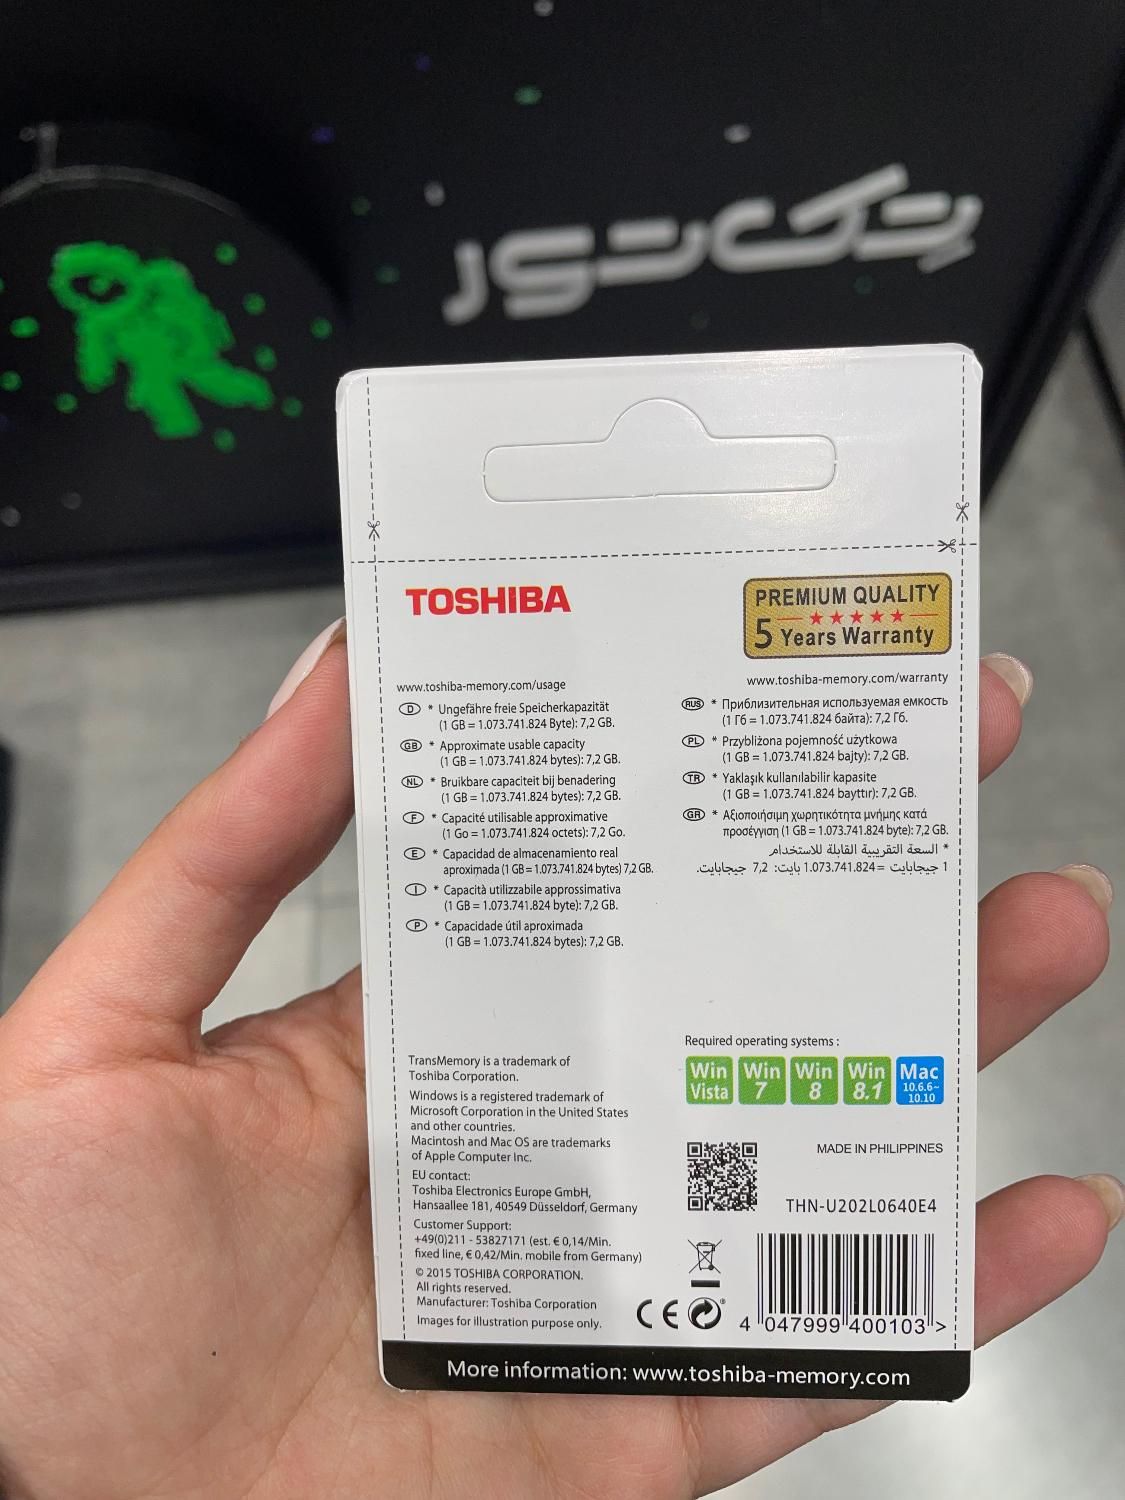 تک دور
TOSHIBA
PREMIUM QUALITY
5 Years Warranty
www.toshiba-memory.com/usage
www.toshiba-memory.com/warranty
D * Ungefähre freie Speicherkapazität
(1 GB = 1.073.741.824 Byte): 7,2 GB.
GB * Approximate usable capacity
(1 GB = 1.073.741.824 bytes): 7,2 GB.
NL * Bruikbare capaciteit bij benadering
(1 GB = 1.073.741.824 bytes): 7,2 GB.
F * Capacité utilisable approximative
(1 Go = 1.073.741.824 octets): 7,2 Go.
E * Capacidad de almacenamiento real
aproximada (1 GB = 1.073.741.824 bytes) 7,2 GB.
I * Capacità utilizzabile approssimativa
(1 GB = 1.073.741.824 byte): 7,2 GB.
P * Capacidade útil aproximada
(1 GB = 1.073.741.824 bytes): 7,2 GB.
RUS * Приблизительная используемая емкость
(1 Гб = 1.073.741.824 байта): 7,2 Гб.
PL * Przybliżona pojemność użytkowa
(1 GB = 1.073.741.824 bajty): 7,2 GB.
TR * Yaklaşık kullanılabilir kapasite
(1 GB = 1.073.741.824 bayttır): 7,2 GB.
GR * Αξιοποιήσιμη χωρητικότητα μνήμης κατά
προσέγγιση (1 GB = 1.073.741.824 byte): 7,2 GB.
* السعة التقريبية القابلة للاستخدام
1 جيجابايت = 1.073.741.824 بايت: 7,2 جيجابايت.
TransMemory is a trademark of
Toshiba Corporation.
Windows is a registered trademark of
Microsoft Corporation in the United States
and other countries.
Macintosh and Mac OS are trademarks
of Apple Computer Inc.
EU contact:
Toshiba Electronics Europe GmbH,
Hansaallee 181, 40549 Düsseldorf, Germany
Customer Support:
+49(0)211 - 53827171 (est. € 0,14/Min.
fixed line, € 0,42/Min. mobile from Germany)
© 2015 TOSHIBA CORPORATION.
All rights reserved.
Manufacturer: Toshiba Corporation
Images for illustration purpose only.
Required operating systems :
Win Vista
Win 7
Win 8
Win 8.1
Mac 10.6.6~ 10.10
MADE IN PHILIPPINES
THN-U202L0640E4
CE
4 047999 400103 >
More information: www.toshiba-memory.com